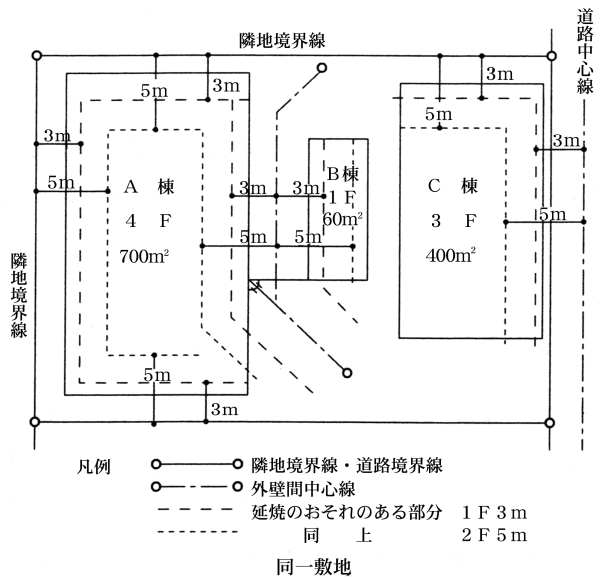 隣地境界線
道路中心線
5m
3m
3m
5m
3m
3m
5m
3m
3m
B棟
1F
60m²
A 棟
4 F
700m²
C 棟
3 F
400m²
5m
5m
5m
隣地境界線
5m
3m
凡例
隣地境界線・道路境界線
外壁間中心線
延焼のおそれのある部分 1F3m
同 上 2F5m
同一敷地